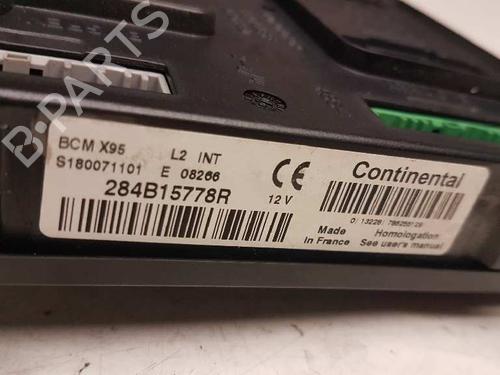 B-PARTS
BCM X95 L2 INT
S180071101 E 08266
284B15778R
12 V
CE
Continental
Made in France
Homologation
See user's manual